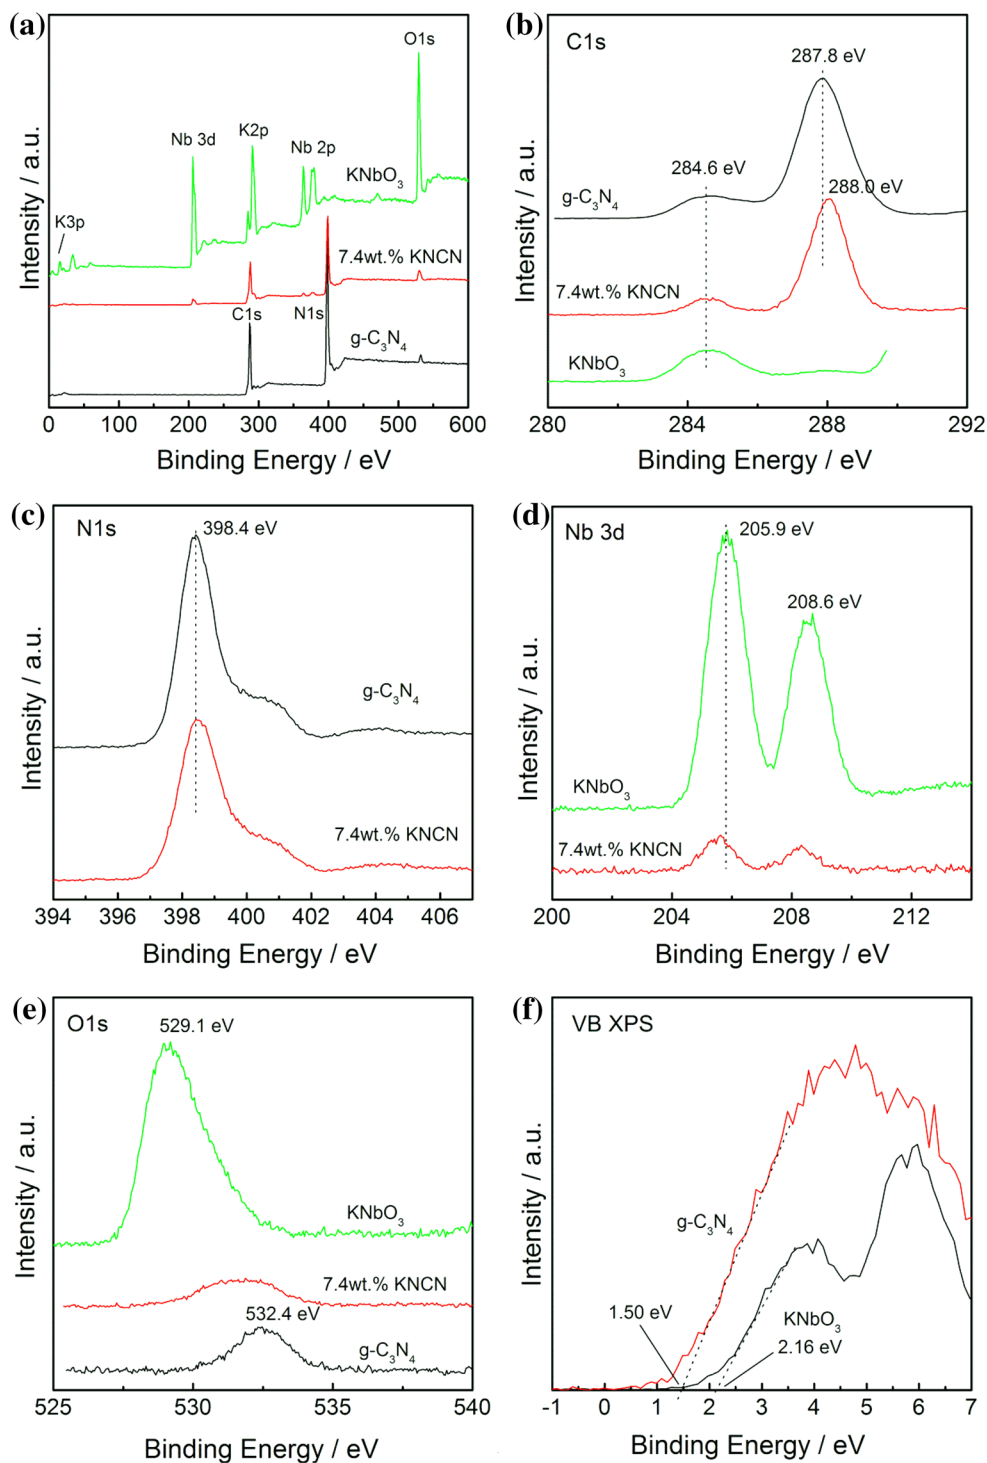 (a)
O1s
K2p
Nb 3d
Nb 2p
KNbO₃
K3p
7.4wt.% KNCN
C1s
N1s
g-C₃N₄
Intensity / a.u.
0 100 200 300 400 500 600
Binding Energy / eV
(b)
C1s
287.8 eV
284.6 eV
288.0 eV
g-C₃N₄
7.4wt.% KNCN
KNbO₃
Intensity / a.u.
280 284 288 292
Binding Energy / eV
(c)
N1s
398.4 eV
g-C₃N₄
7.4wt.% KNCN
Intensity / a.u.
394 396 398 400 402 404 406
Binding Energy / eV
(d)
Nb 3d
205.9 eV
208.6 eV
KNbO₃
7.4wt.% KNCN
Intensity / a.u.
200 204 208 212
Binding Energy / eV
(e)
O1s
529.1 eV
KNbO₃
7.4wt.% KNCN
532.4 eV
g-C₃N₄
Intensity / a.u.
525 530 535 540
Binding Energy / eV
(f)
VB XPS
g-C₃N₄
1.50 eV
KNbO₃
2.16 eV
Intensity / a.u.
-1 0 1 2 3 4 5 6 7
Binding Energy / eV